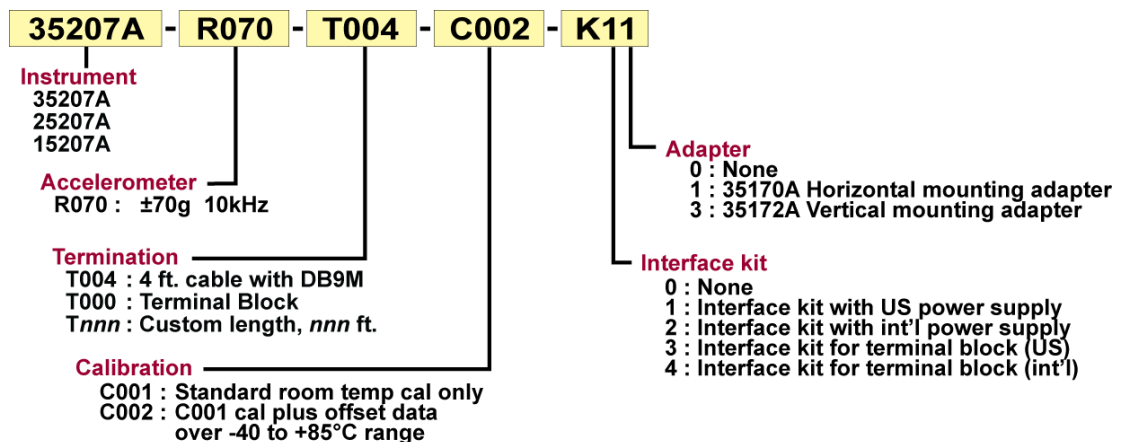 35207A - R070 - T004 - C002 - K11
Instrument
35207A
25207A
15207A
Accelerometer
R070 : ±70g 10kHz
Termination
T004 : 4 ft. cable with DB9M
T000 : Terminal Block
Tnnn : Custom length, nnn ft.
Calibration
C001 : Standard room temp cal only
C002 : C001 cal plus offset data
over -40 to +85°C range
Adapter
0 : None
1 : 35170A Horizontal mounting adapter
3 : 35172A Vertical mounting adapter
Interface kit
0 : None
1 : Interface kit with US power supply
2 : Interface kit with int'l power supply
3 : Interface kit for terminal block (US)
4 : Interface kit for terminal block (int'l)